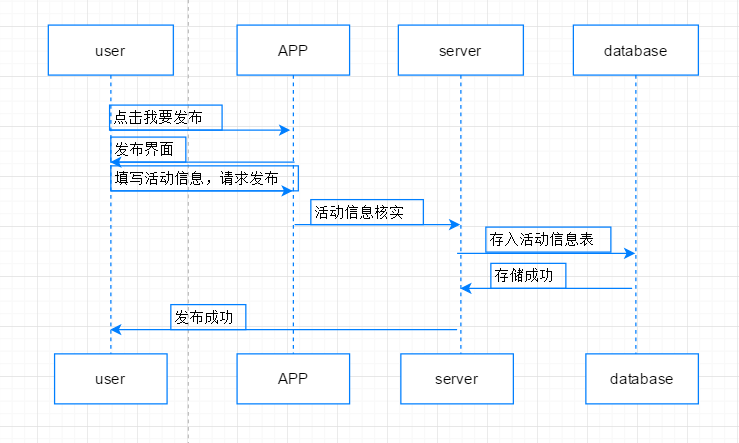 user
APP
server
database
点击我要发布
发布界面
填写活动信息，请求发布
活动信息核实
存入活动信息表
存储成功
发布成功
user
APP
server
database